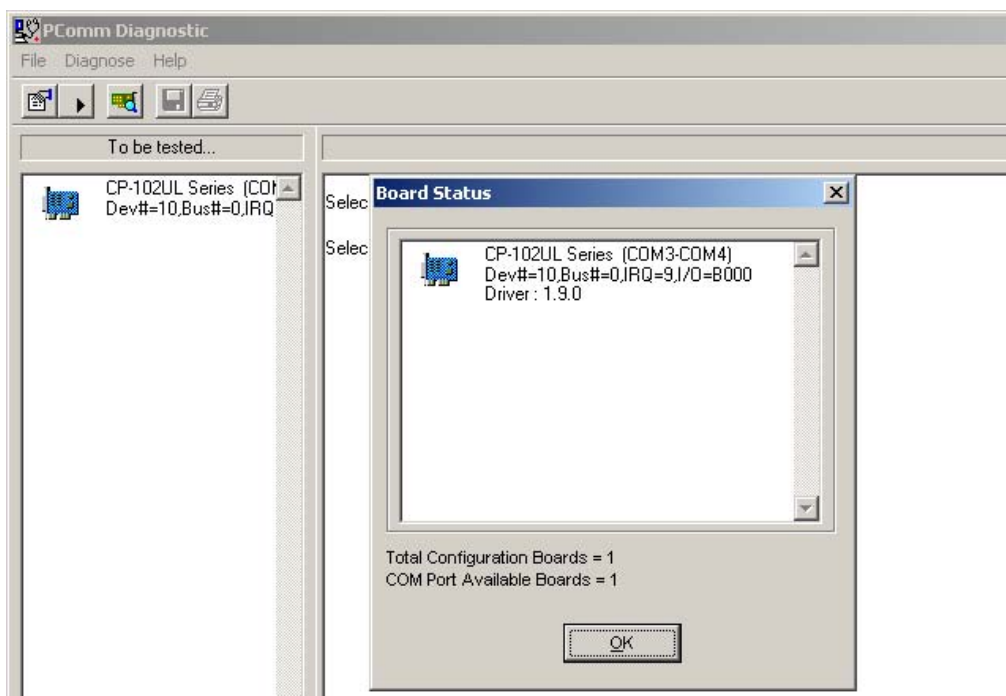 PComm Diagnostic
File Diagnose Help
To be tested...
CP-102UL Series (CO
Dev#=10,Bus#=0,IRQ
Selec
Selec
Board Status
CP-102UL Series (COM3-COM4)
Dev#=10,Bus#=0,IRQ=9,I/O=B000
Driver : 1.9.0
Total Configuration Boards = 1
COM Port Available Boards = 1
OK